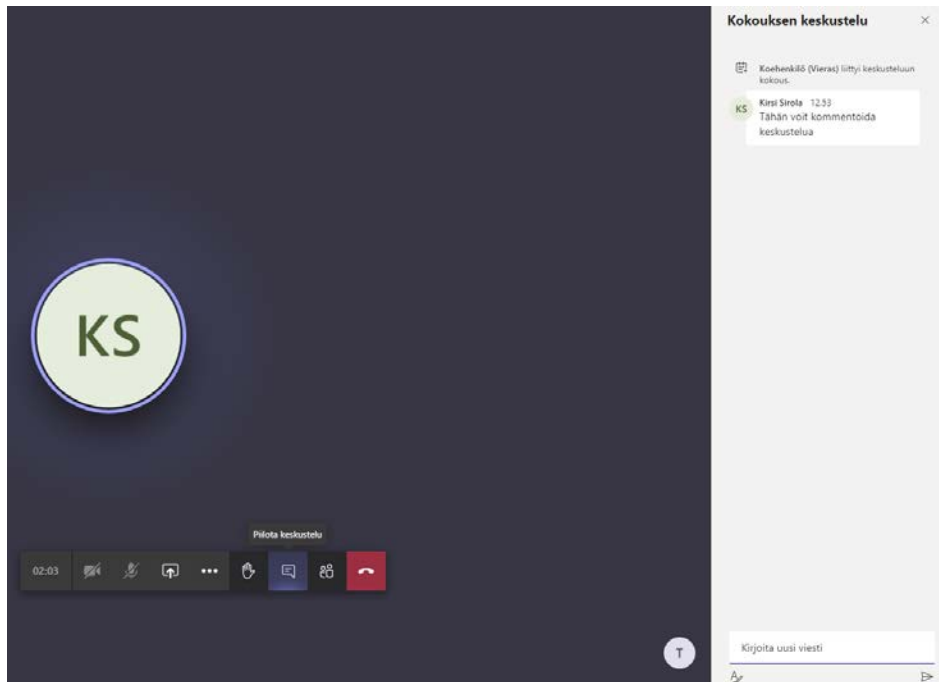 Kokouksen keskustelu
Koehenkilö (Vieras) liittyi keskusteluun
kokous.
KS
Kirsi Sirola 12.53
Tähän voit kommentoida
keskustelua
KS
Piilota keskustelu
02:03
T
Kirjoita uusi viesti